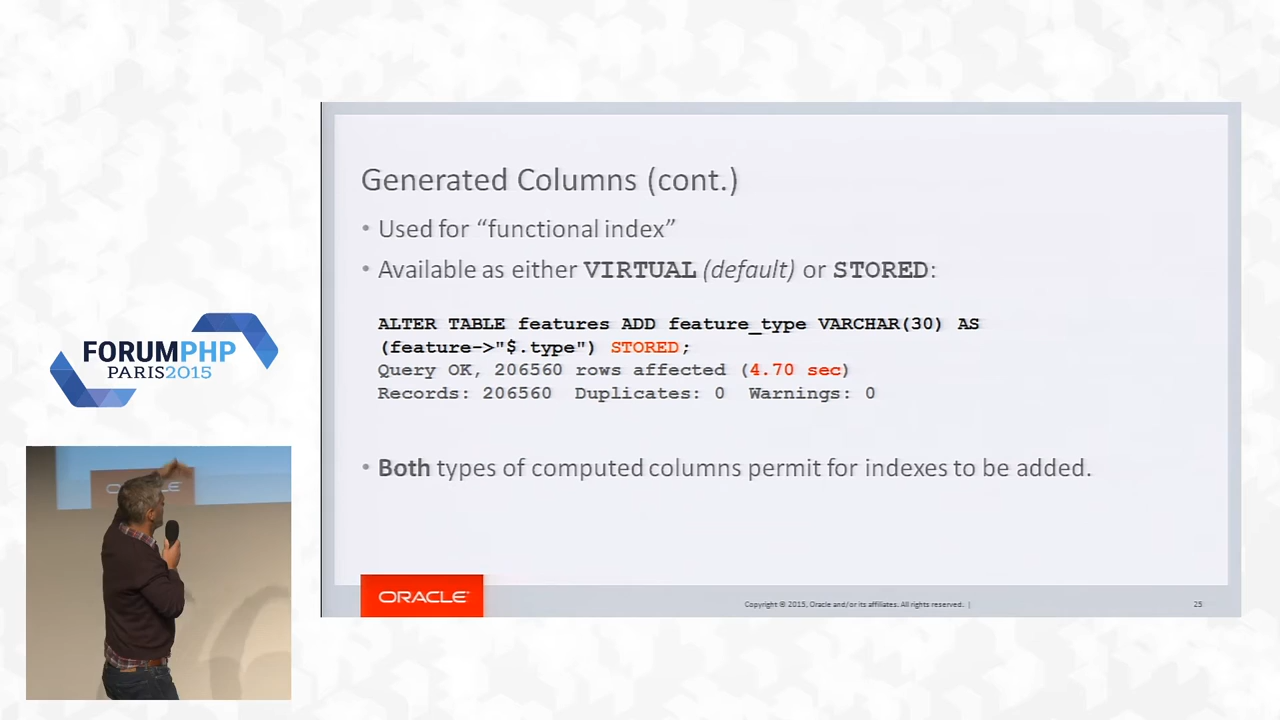 Generated Columns (cont.)
• Used for “functional index”
• Available as either VIRTUAL (default) or STORED:
ALTER TABLE features ADD feature_type VARCHAR(30) AS
(feature->"$.type") STORED;
Query OK, 206560 rows affected (4.70 sec)
Records: 206560  Duplicates: 0  Warnings: 0
• Both types of computed columns permit for indexes to be added.
FORUMPHP
PARIS2015
ORACLE
Copyright © 2015, Oracle and/or its affiliates. All rights reserved. |
25